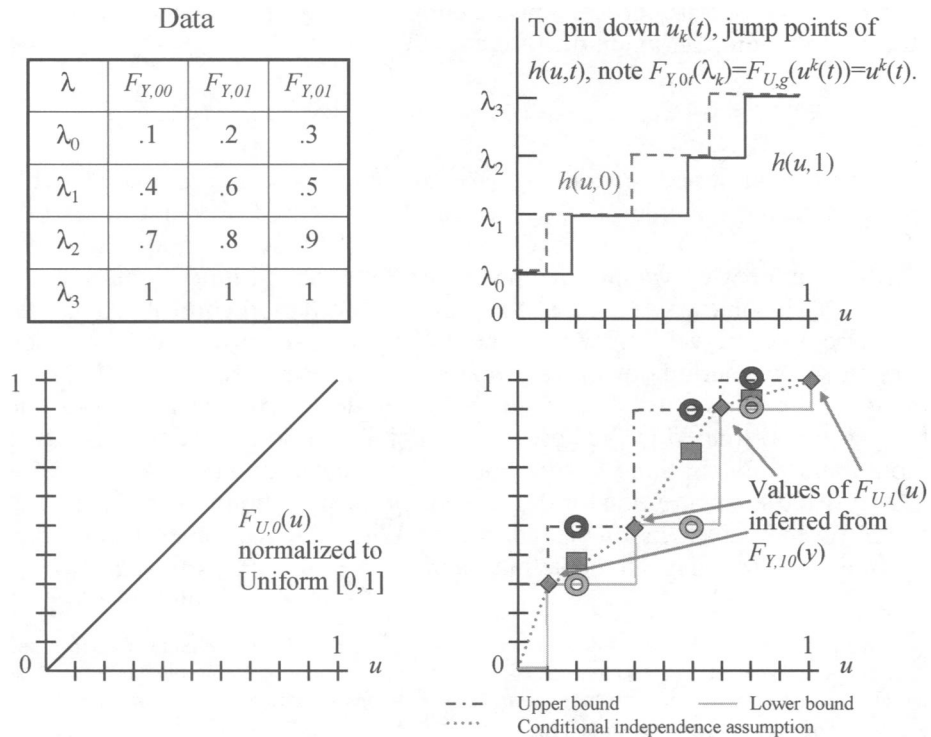 Data
λ F_{Y,00} F_{Y,01} F_{Y,01}
λ_0 .1 .2 .3
λ_1 .4 .6 .5
λ_2 .7 .8 .9
λ_3 1 1 1
To pin down u_k(t), jump points of
h(u,t), note F_{Y,0t}(λ_k)=F_{U,g}(u^k(t))=u^k(t).
λ_3
λ_2
λ_1
λ_0
0
h(u,0)
h(u,1)
1
u
1
F_{U,0}(u)
normalized to
Uniform [0,1]
0
1
u
1
Values of F_{U,1}(u)
inferred from
F_{Y,10}(y)
0
1
u
Upper bound
Lower bound
Conditional independence assumption